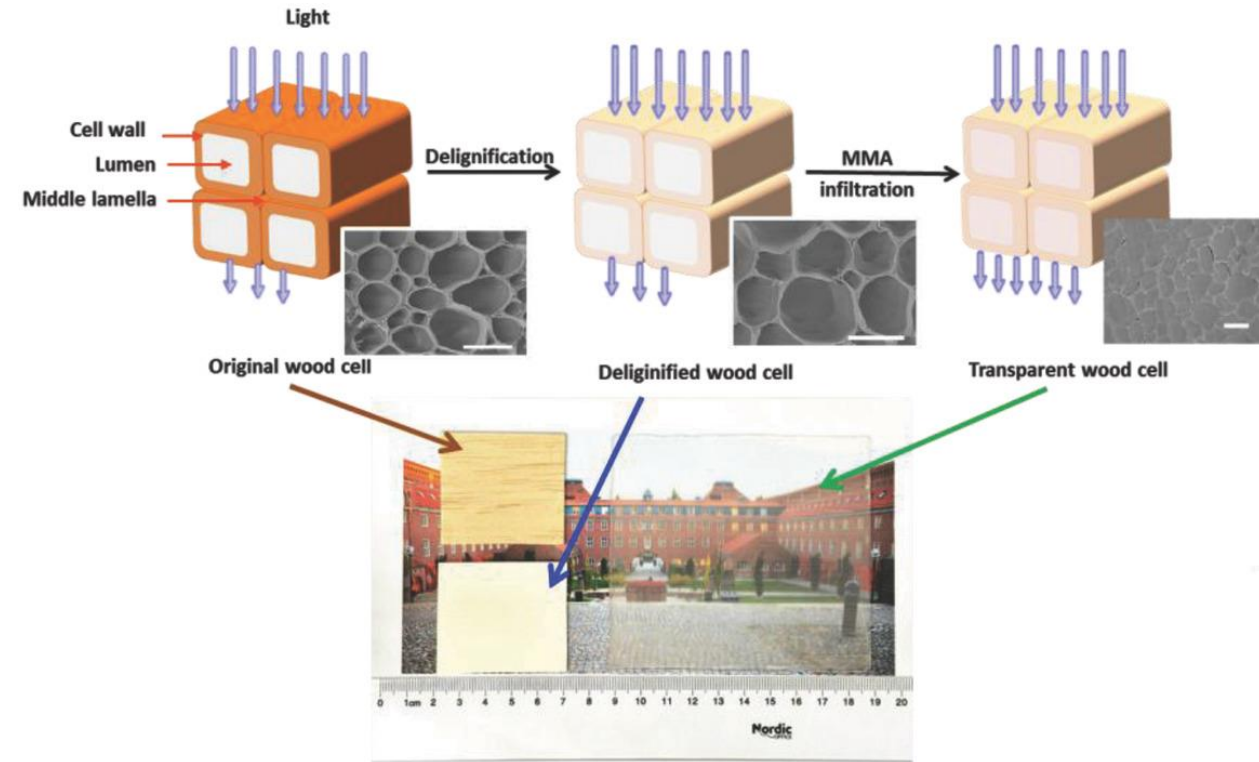 Light
Cell wall
Lumen
Middle lamella
Delignification
MMA
infiltration
Original wood cell
Deliginified wood cell
Transparent wood cell
0 1cm 2 3 4 5 6 7 8 9 10 11 12 13 14 15 16 17 18 19 20
Nordic
OFFICE